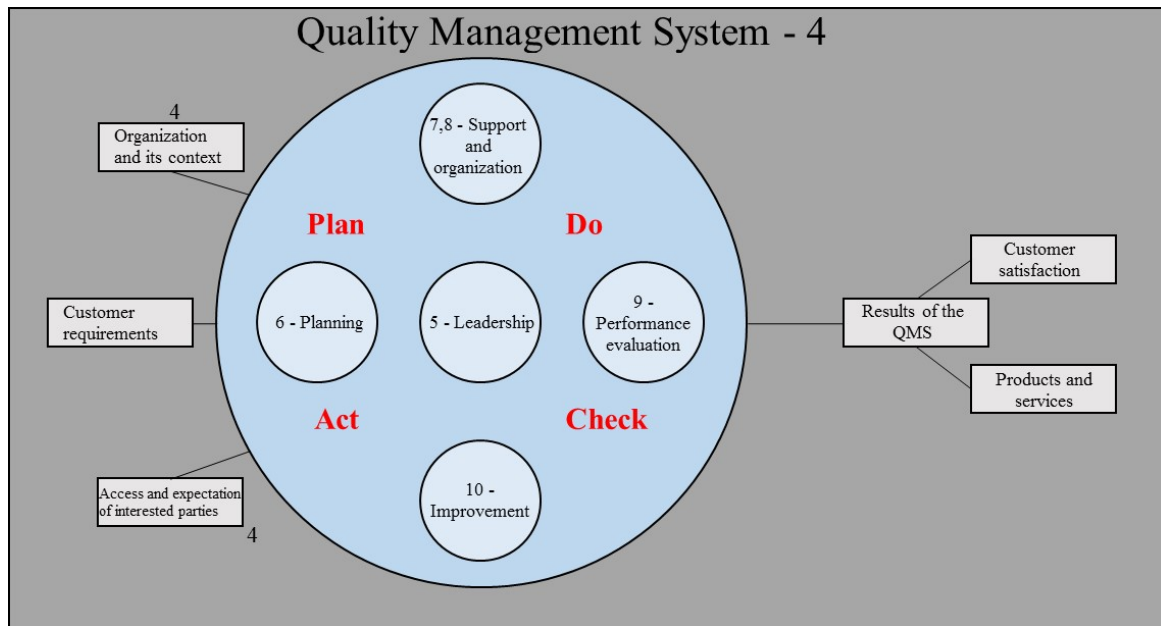 Quality Management System - 4
4
Organization
and its context
Customer
requirements
Access and expectation
of interested parties
4
7,8 - Support
and
organization
Plan
Do
6 - Planning
5 - Leadership
9 -
Performance
evaluation
Act
Check
10 -
Improvement
Customer
satisfaction
Results of the
QMS
Products and
services